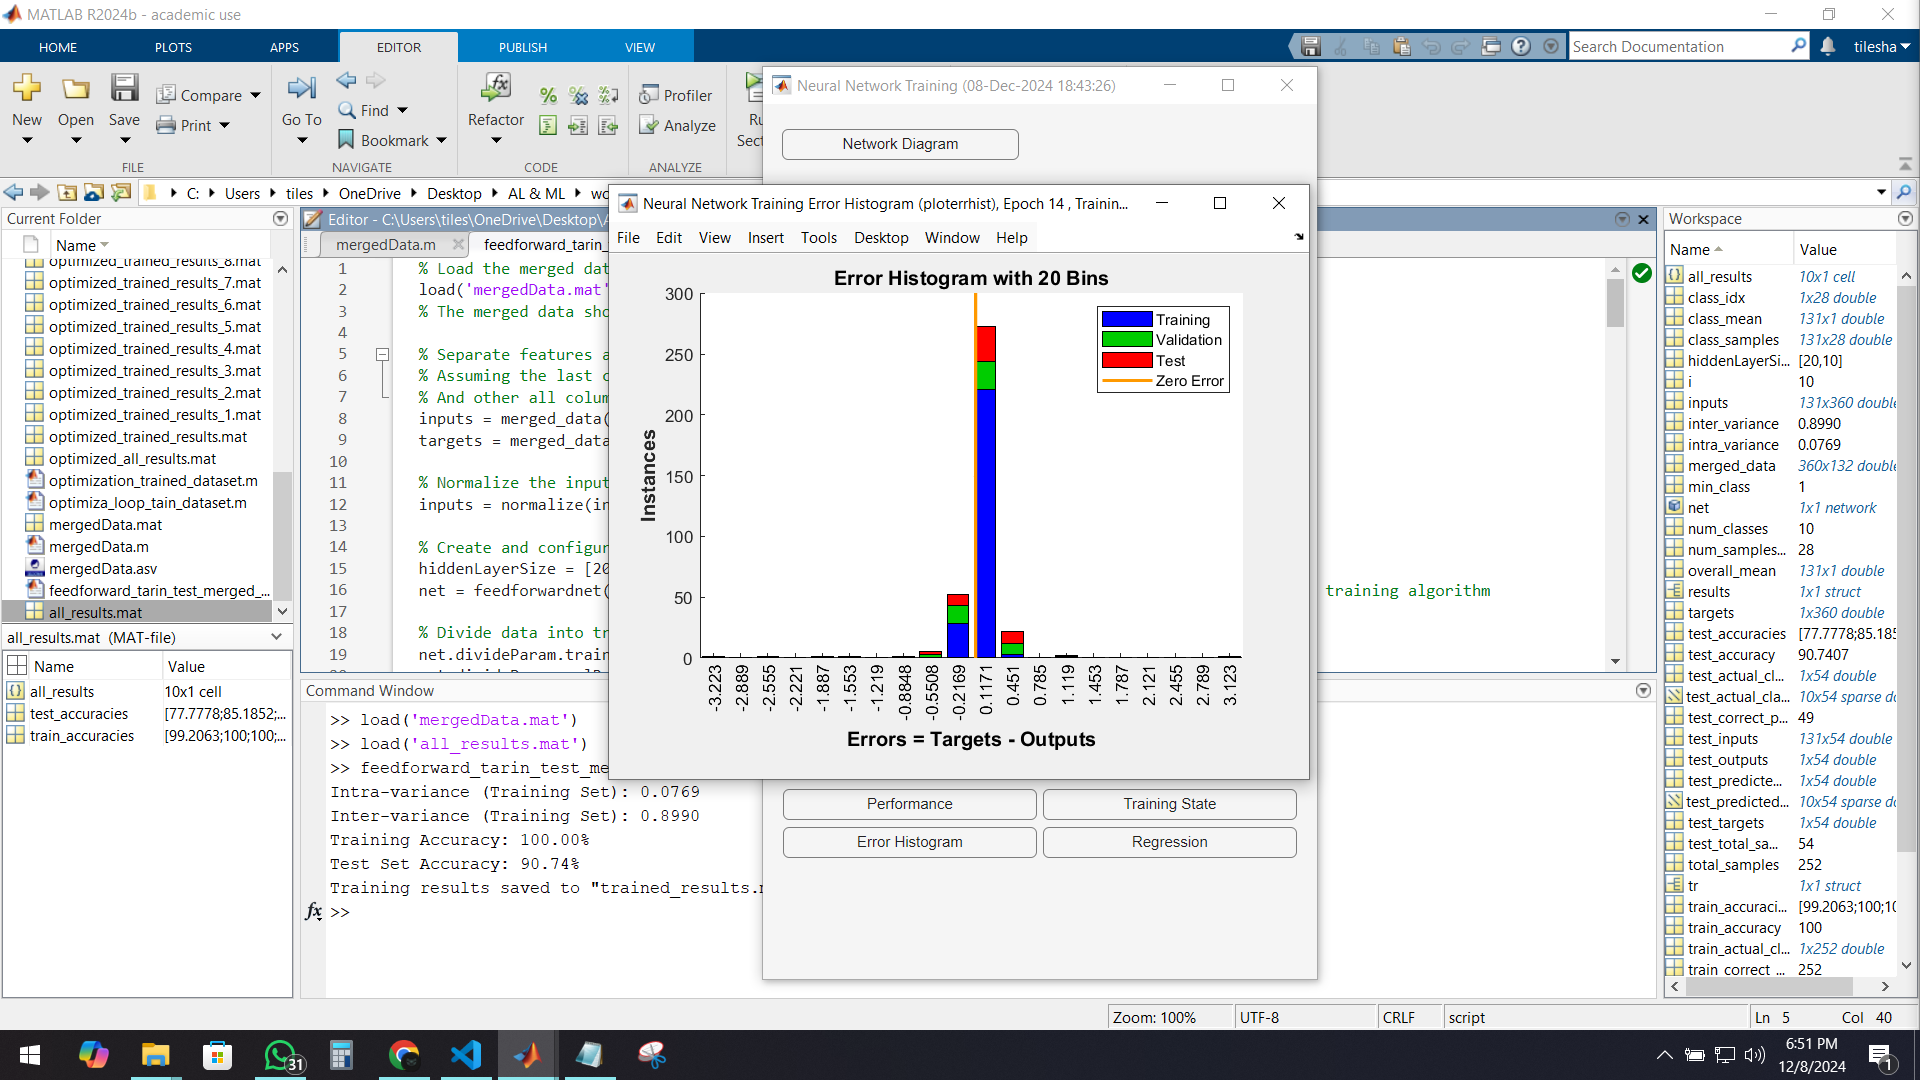 MATLAB R2024b - academic use
HOME PLOTS APPS EDITOR PUBLISH VIEW
Search Documentation tilesha
New Open Save Compare Print
Go To Find Bookmark
Refactor
Profiler Analyze
FILE NAVIGATE CODE ANALYZE
C: Users tiles OneDrive Desktop AL & ML
Current Folder
Name
optimized_trained_results_8.mat
optimized_trained_results_7.mat
optimized_trained_results_6.mat
optimized_trained_results_5.mat
optimized_trained_results_4.mat
optimized_trained_results_3.mat
optimized_trained_results_2.mat
optimized_trained_results_1.mat
optimized_trained_results.mat
optimized_all_results.mat
optimization_trained_dataset.m
optimiza_loop_tain_dataset.m
mergedData.mat
mergedData.m
mergedData.asv
feedforward_tarin_test_merged_...
all_results.mat
all_results.mat (MAT-file)
Name Value
all_results 10x1 cell
test_accuracies [77.7778;85.1852;...
train_accuracies [99.2063;100;100;...
Editor - C:\Users\tiles\OneDrive\Desktop\
mergedData.m feedforward_tarin_
1 % Load the merged dat
2 load('mergedData.mat'
3 % The merged data sho
4
5 % Separate features a
6 % Assuming the last c
7 % And other all colum
8 inputs = merged_data(
9 targets = merged_data
10
11 % Normalize the input
12 inputs = normalize(in
13
14 % Create and configur
15 hiddenLayerSize = [20
16 net = feedforwardnet( training algorithm
17
18 % Divide data into tr
19 net.divideParam.train
Command Window
>> load('mergedData.mat')
>> load('all_results.mat')
>> feedforward_tarin_test_me
Intra-variance (Training Set): 0.0769
Inter-variance (Training Set): 0.8990
Training Accuracy: 100.00%
Test Set Accuracy: 90.74%
Training results saved to "trained_results.
fx >>
Neural Network Training (08-Dec-2024 18:43:26)
Network Diagram
Neural Network Training Error Histogram (ploterrhist), Epoch 14 , Trainin...
File Edit View Insert Tools Desktop Window Help
Error Histogram with 20 Bins
300
250
200
150
100
50
0
Instances
Training
Validation
Test
Zero Error
-3.223 -2.889 -2.555 -2.221 -1.887 -1.553 -1.219 -0.8848 -0.5508 -0.2169 0.1171 0.451 0.785 1.119 1.453 1.787 2.121 2.455 2.789 3.123
Errors = Targets - Outputs
Performance Training State
Error Histogram Regression
Workspace
Name Value
all_results 10x1 cell
class_idx 1x28 double
class_mean 131x1 double
class_samples 131x28 double
hiddenLayerSi... [20,10]
i 10
inputs 131x360 double
inter_variance 0.8990
intra_variance 0.0769
merged_data 360x132 double
min_class 1
net 1x1 network
num_classes 10
num_samples... 28
overall_mean 131x1 double
results 1x1 struct
targets 1x360 double
test_accuracies [77.7778;85.185
test_accuracy 90.7407
test_actual_cl... 1x54 double
test_actual_cla... 10x54 sparse do
test_correct_p... 49
test_inputs 131x54 double
test_outputs 1x54 double
test_predicte... 1x54 double
test_predicted... 10x54 sparse do
test_targets 1x54 double
test_total_sa... 54
total_samples 252
tr 1x1 struct
train_accuraci... [99.2063;100;10
train_accuracy 100
train_actual_cl... 1x252 double
train_correct_... 252
Zoom: 100% UTF-8 CRLF script Ln 5 Col 40
31
6:51 PM
12/8/2024
1